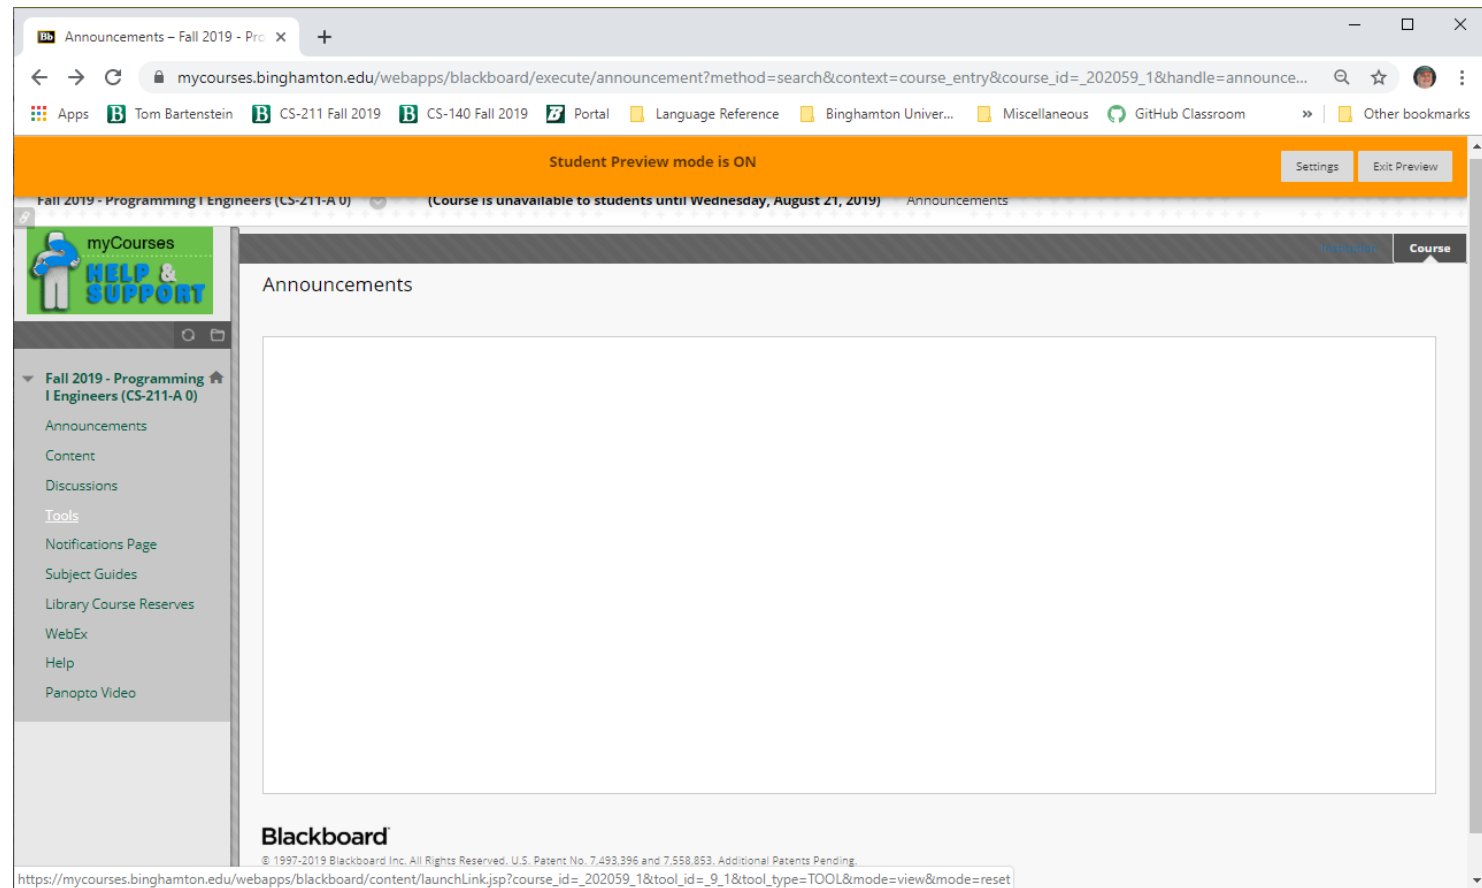 Announcements – Fall 2019 - Pro
mycourses.binghamton.edu/webapps/blackboard/execute/announcement?method=search&context=course_entry&course_id=_202059_1&handle=announce...
Apps Tom Bartenstein CS-211 Fall 2019 CS-140 Fall 2019 Portal Language Reference Binghamton Univer... Miscellaneous GitHub Classroom » Other bookmarks
Student Preview mode is ON
Settings Exit Preview
Fall 2019 - Programming I Engineers (CS-211-A 0) (Course is unavailable to students until Wednesday, August 21, 2019) Announcements
myCourses
HELP &
SUPPORT
Course
Announcements
Fall 2019 - Programming
I Engineers (CS-211-A 0)
Announcements
Content
Discussions
Tools
Notifications Page
Subject Guides
Library Course Reserves
WebEx
Help
Panopto Video
Blackboard
© 1997-2019 Blackboard Inc. All Rights Reserved. U.S. Patent No. 7,493,396 and 7,558,853. Additional Patents Pending.
https://mycourses.binghamton.edu/webapps/blackboard/content/launchLink.jsp?course_id=_202059_1&tool_id=_9_1&tool_type=TOOL&mode=view&mode=reset